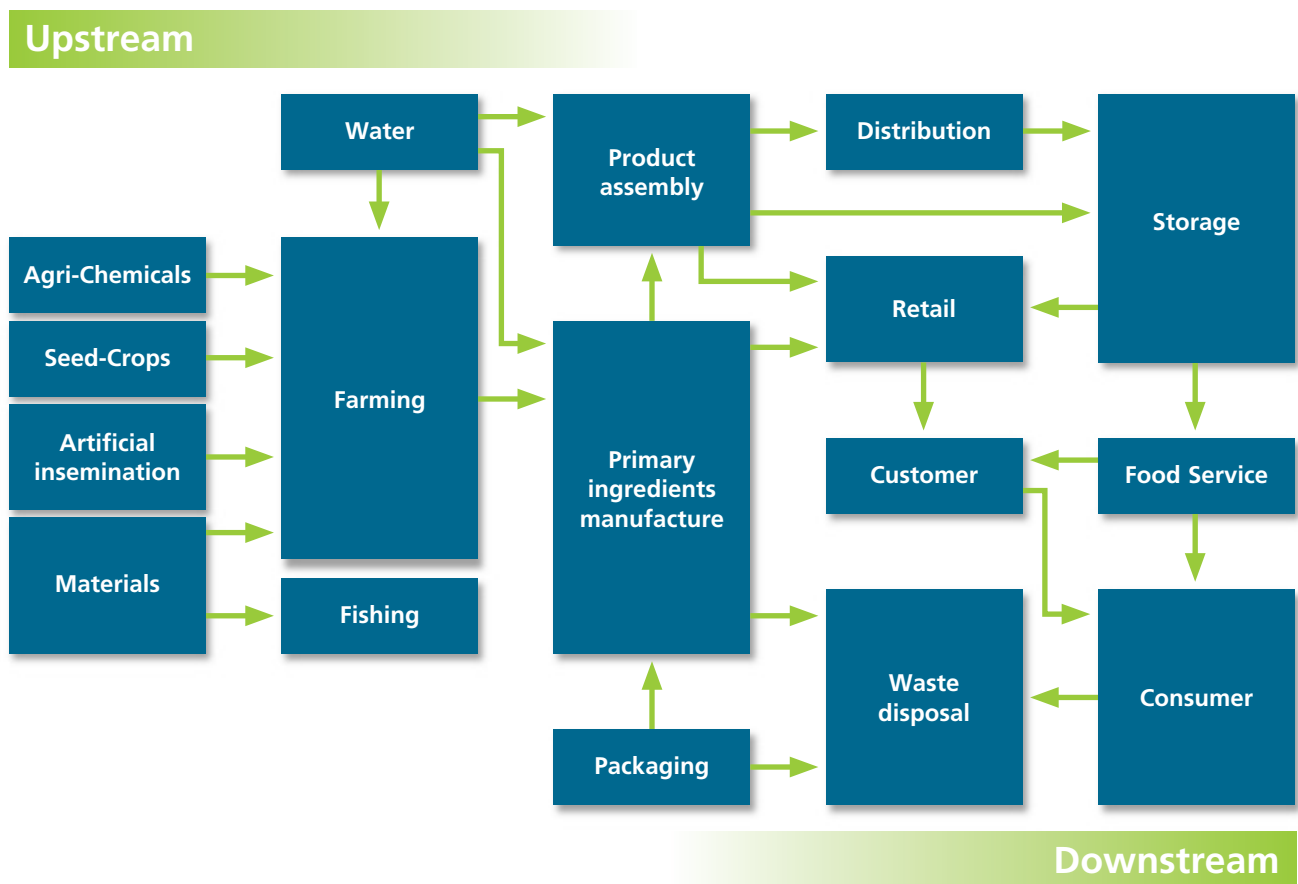 Upstream
Water
Product
assembly
Distribution
Storage
Agri-Chemicals
Seed-Crops
Artificial
insemination
Materials
Farming
Fishing
Primary
ingredients
manufacture
Packaging
Retail
Customer
Food Service
Waste
disposal
Consumer
Downstream